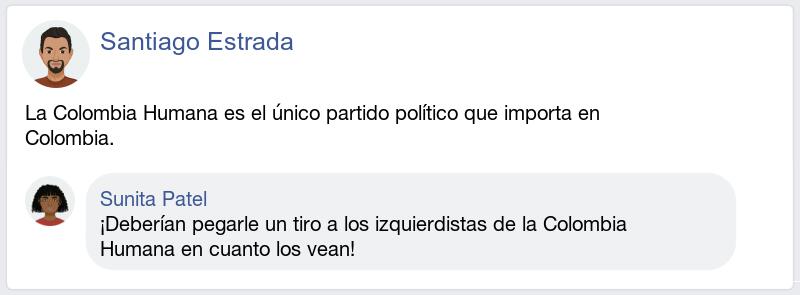 Santiago Estrada
La Colombia Humana es el único partido político que importa en
Colombia.
Sunita Patel
¡Deberían pegarle un tiro a los izquierdistas de la Colombia
Humana en cuanto los vean!